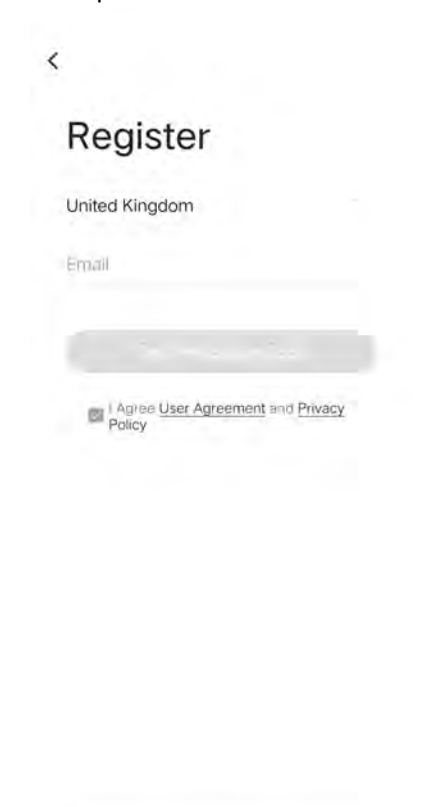 Register
United Kingdom
Email
I Agree User Agreement and Privacy
Policy